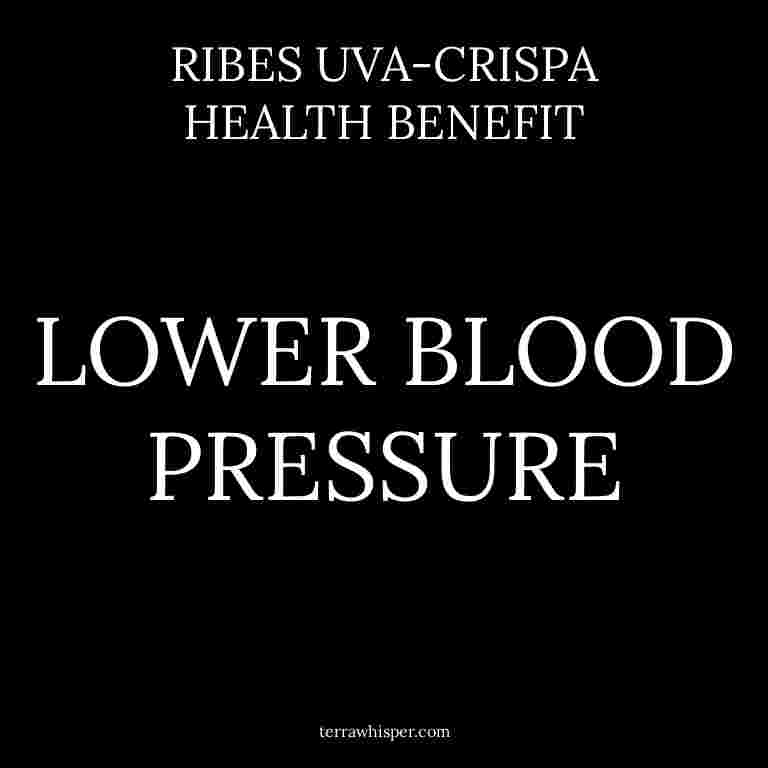 RIBES UVA-CRISPA
HEALTH BENEFIT
LOWER BLOOD
PRESSURE
terrawhisper.com